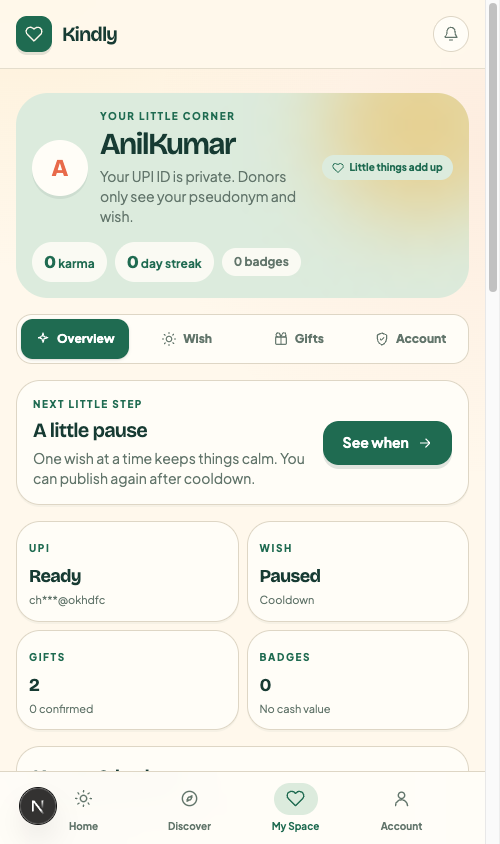 Kindly
YOUR LITTLE CORNER
AnilKumar
A
Your UPI ID is private. Donors
only see your pseudonym and
wish.
Little things add up
0 karma
0 day streak
0 badges
Overview
Wish
Gifts
Account
NEXT LITTLE STEP
A little pause
One wish at a time keeps things calm. You
can publish again after cooldown.
See when →
UPI
Ready
ch***@okhdfc
WISH
Paused
Cooldown
GIFTS
2
0 confirmed
BADGES
0
No cash value
N
Home
Discover
My Space
Account